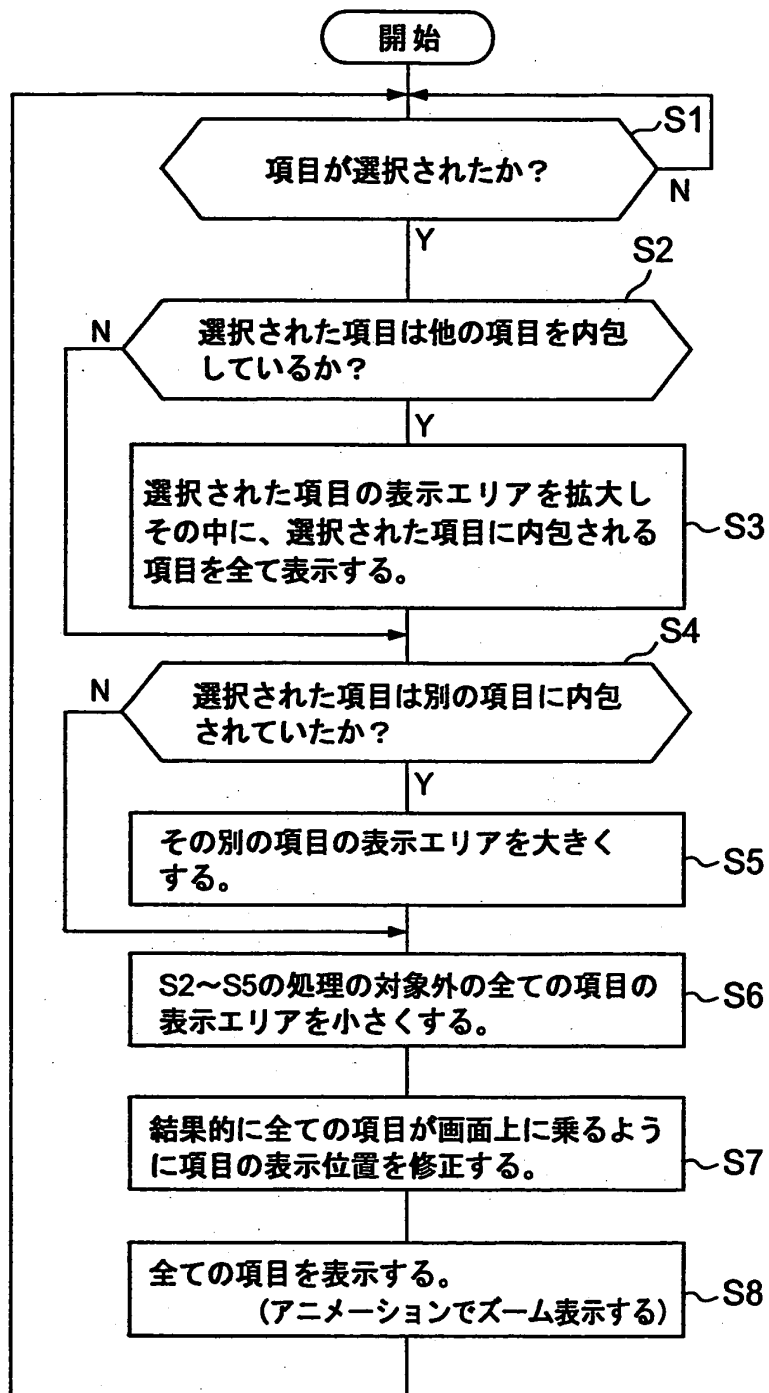 開始
S1
項目が選択されたか？
N
Y
S2
N
選択された項目は他の項目を内包
しているか？
Y
選択された項目の表示エリアを拡大し
その中に、選択された項目に内包される
項目を全て表示する。
S3
S4
N
選択された項目は別の項目に内包
されていたか？
Y
その別の項目の表示エリアを大きく
する。
S5
S2～S5の処理の対象外の全ての項目の
表示エリアを小さくする。
S6
結果的に全ての項目が画面上に乗るよう
に項目の表示位置を修正する。
S7
全ての項目を表示する。
（アニメーションでズーム表示する）
S8